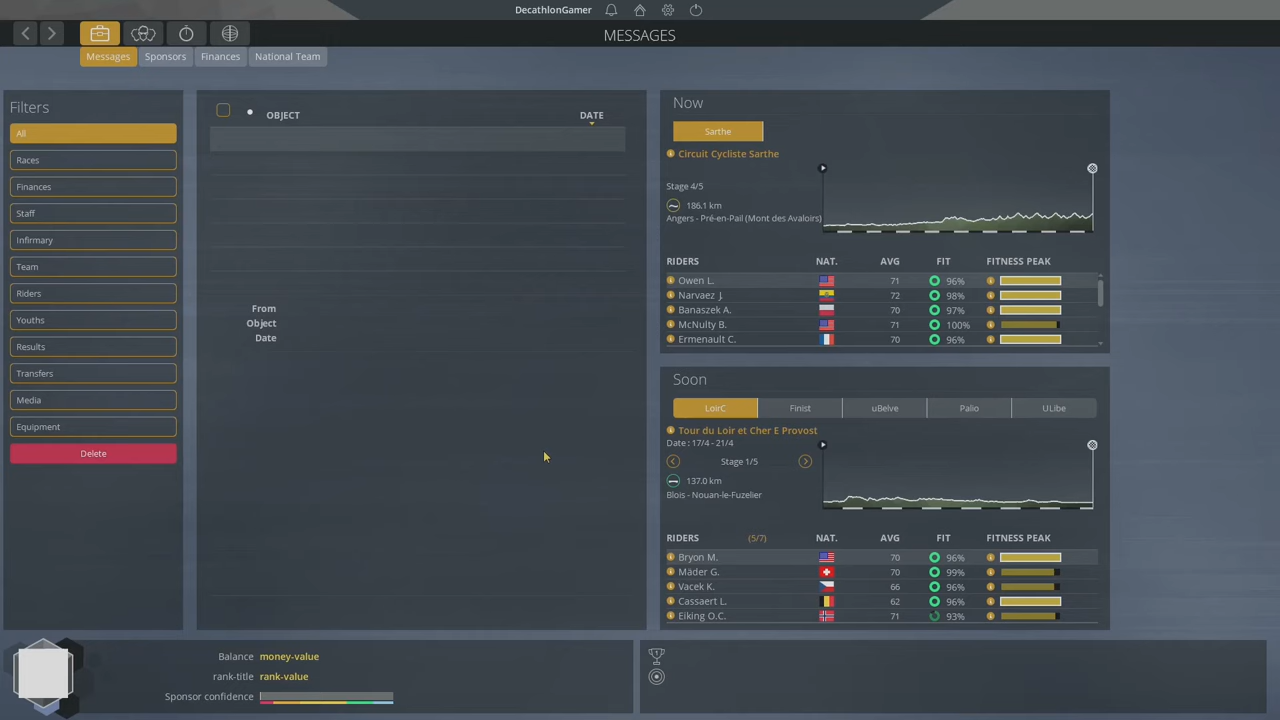 DecathlonGamer
MESSAGES
Messages Sponsors Finances National Team
Filters
All
Races
Finances
Staff
Infirmary
Team
Riders
Youths
Results
Transfers
Media
Equipment
Delete
OBJECT DATE
From
Object
Date
Now
Sarthe
Circuit Cycliste Sarthe
Stage 4/5
186.1 km
Angers - Pré-en-Pail (Mont des Avaloirs)
RIDERS NAT. AVG FIT FITNESS PEAK
Owen L. 71 96%
Narvaez J. 72 98%
Banaszek A. 70 97%
McNulty B. 71 100%
Ermenault C. 70 96%
Soon
LoirC Finist uBelve Palio ULibe
Tour du Loir et Cher E Provost
Date : 17/4 - 21/4
Stage 1/5
137.0 km
Blois - Nouan-le-Fuzelier
RIDERS (5/7) NAT. AVG FIT FITNESS PEAK
Bryon M. 70 96%
Mäder G. 70 99%
Vacek K. 66 96%
Cassaert L. 62 96%
Eiking O.C. 71 93%
Balance money-value
rank-title rank-value
Sponsor confidence